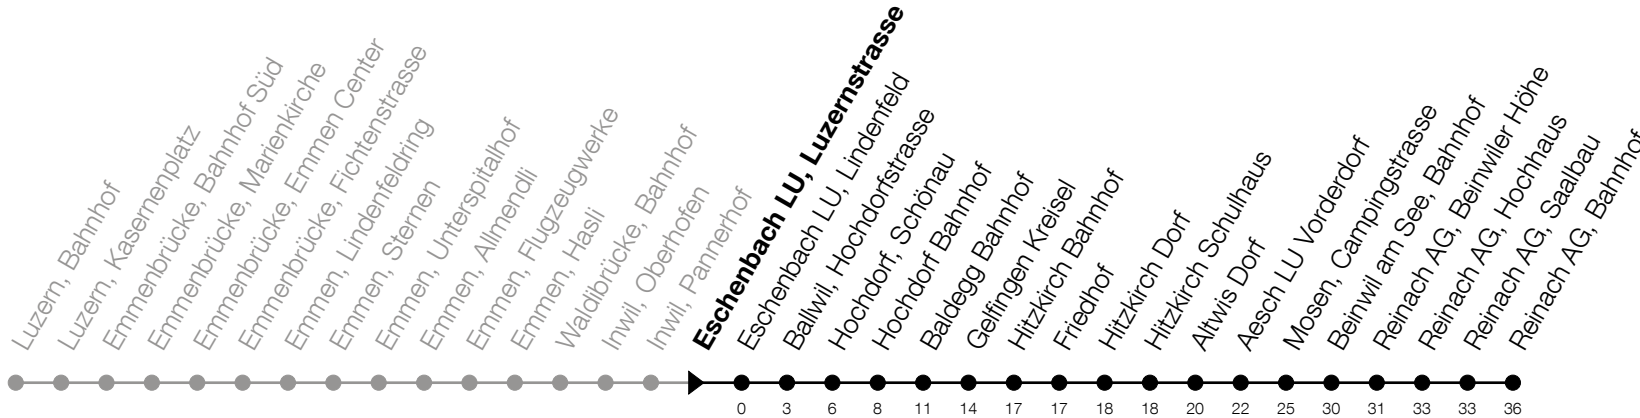 Luzern, Bahnhof
Luzern, Kasernenplatz
Emmenbrücke, Bahnhof Süd
Emmenbrücke, Marienkirche
Emmenbrücke, Emmen Center
Emmenbrücke, Fichtenstrasse
Emmen, Lindenfeldring
Emmen, Sternen
Emmen, Unterspitalhof
Emmen, Allmendli
Emmen, Flugzeugwerke
Emmen, Hasli
Waldibrücke, Bahnhof
Inwil, Oberhofen
Inwil, Pannerhof
Eschenbach LU, Luzernstrasse
Eschenbach LU, Lindenfeld
Ballwil, Hochdorfstrasse
Hochdorf, Schönau
Hochdorf Bahnhof
Baldegg Bahnhof
Gelfingen Kreisel
Hitzkirch Bahnhof
Friedhof
Hitzkirch Dorf
Hitzkirch Schulhaus
Altwis Dorf
Aesch LU Vorderdorf
Mosen, Campingstrasse
Beinwil am See, Bahnhof
Reinach AG, Beinwiler Höhe
Reinach AG, Hochhaus
Reinach AG, Saalbau
Reinach AG, Bahnhof
0 3 6 8 11 14 17 17 18 18 20 22 25 30 31 33 33 36